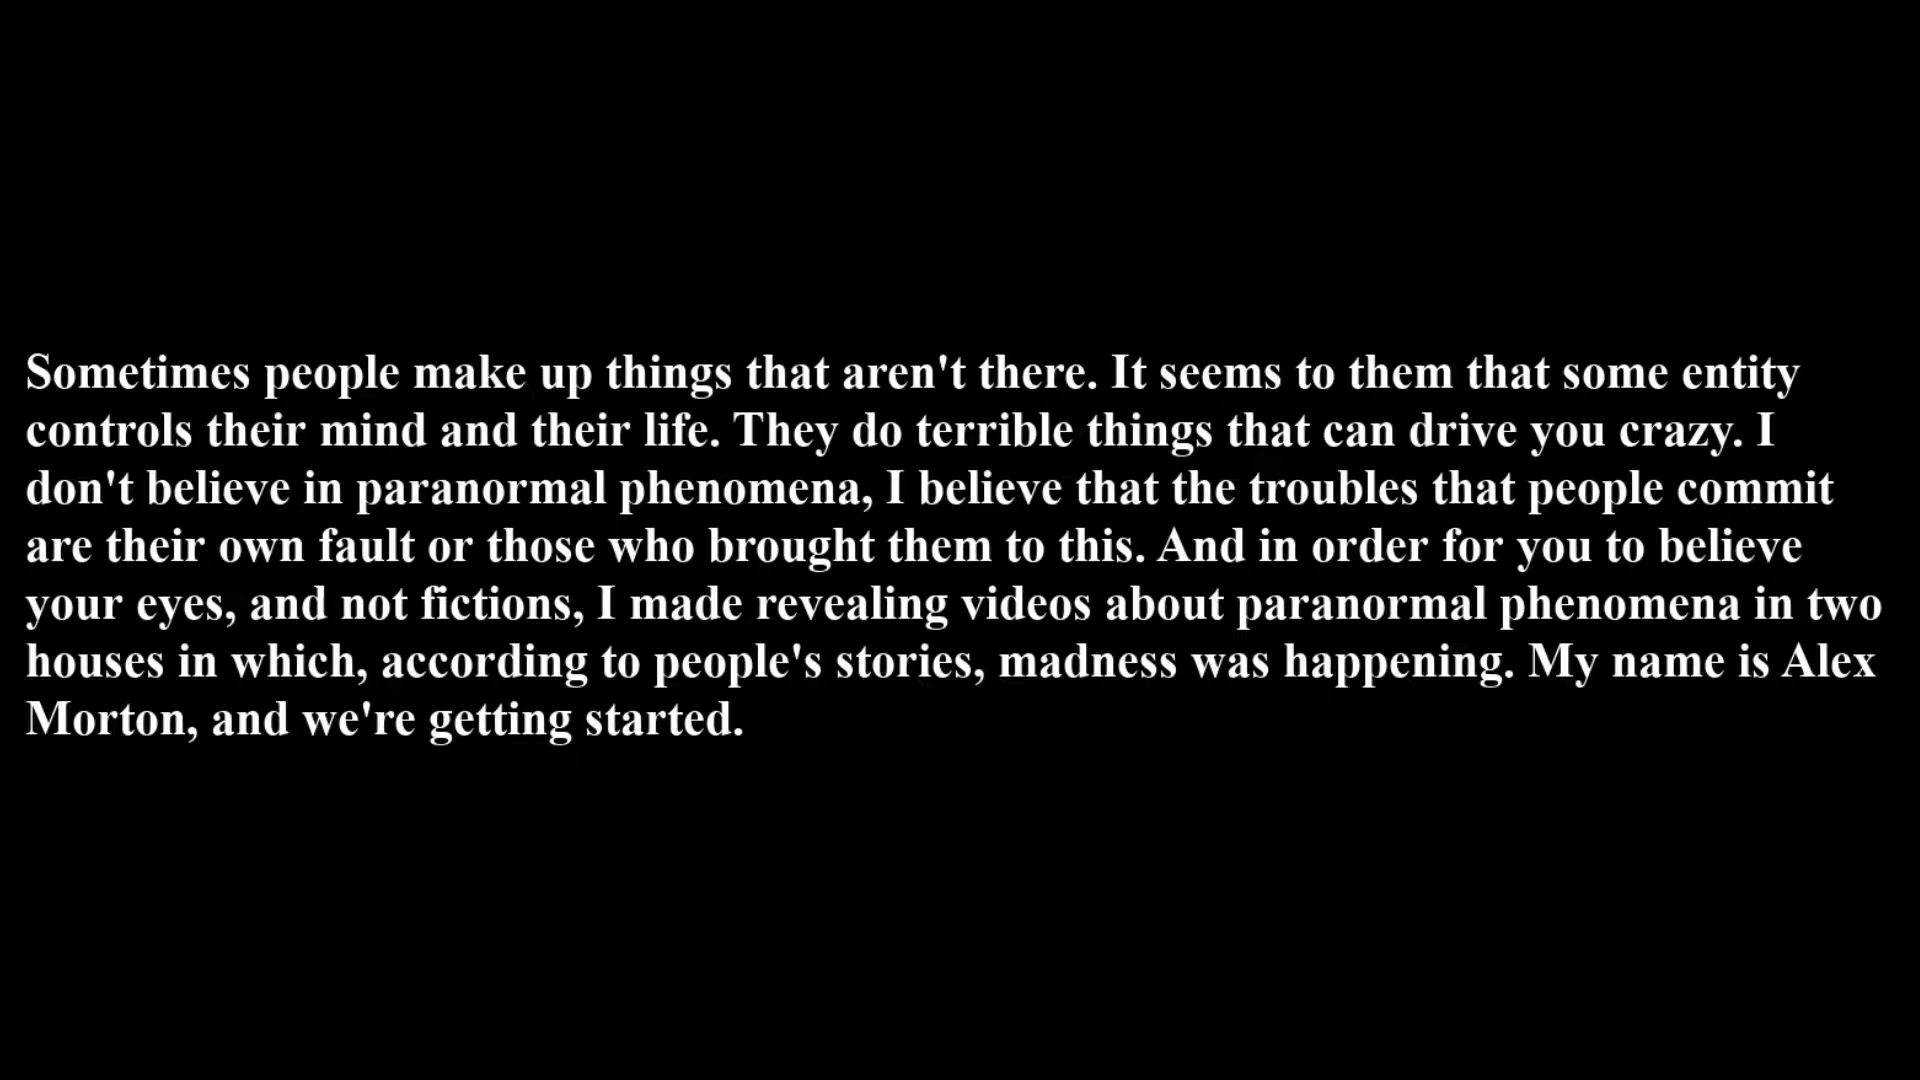 Sometimes people make up things that aren't there. It seems to them that some entity
controls their mind and their life. They do terrible things that can drive you crazy. I
don't believe in paranormal phenomena, I believe that the troubles that people commit
are their own fault or those who brought them to this. And in order for you to believe
your eyes, and not fictions, I made revealing videos about paranormal phenomena in two
houses in which, according to people's stories, madness was happening. My name is Alex
Morton, and we're getting started.